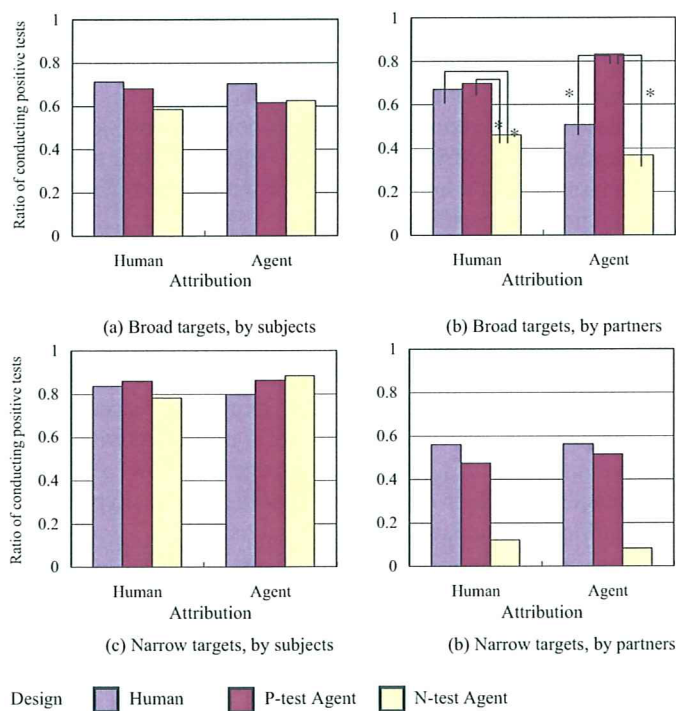 1
0.8
0.6
0.4
0.2
0
Ratio of conducting positive tests
Human Agent
Attribution
(a) Broad targets, by subjects
1
0.8
0.6
0.4
0.2
0
* * * *
Human Agent
Attribution
(b) Broad targets, by partners
1
0.8
0.6
0.4
0.2
0
Ratio of conducting positive tests
Human Agent
Attribution
(c) Narrow targets, by subjects
1
0.8
0.6
0.4
0.2
0
Human Agent
Attribution
(b) Narrow targets, by partners
Design Human P-test Agent N-test Agent